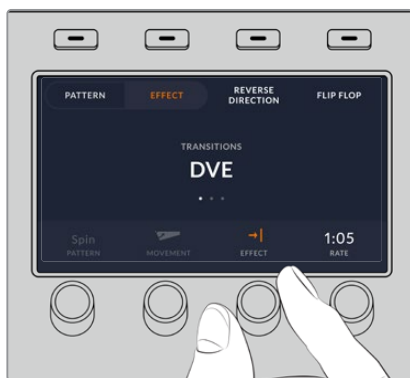 PATTERN
EFFECT
REVERSE
DIRECTION
FLIP FLOP
TRANSITIONS
DVE
Spin
PATTERN
MOVEMENT
EFFECT
1:05
RATE